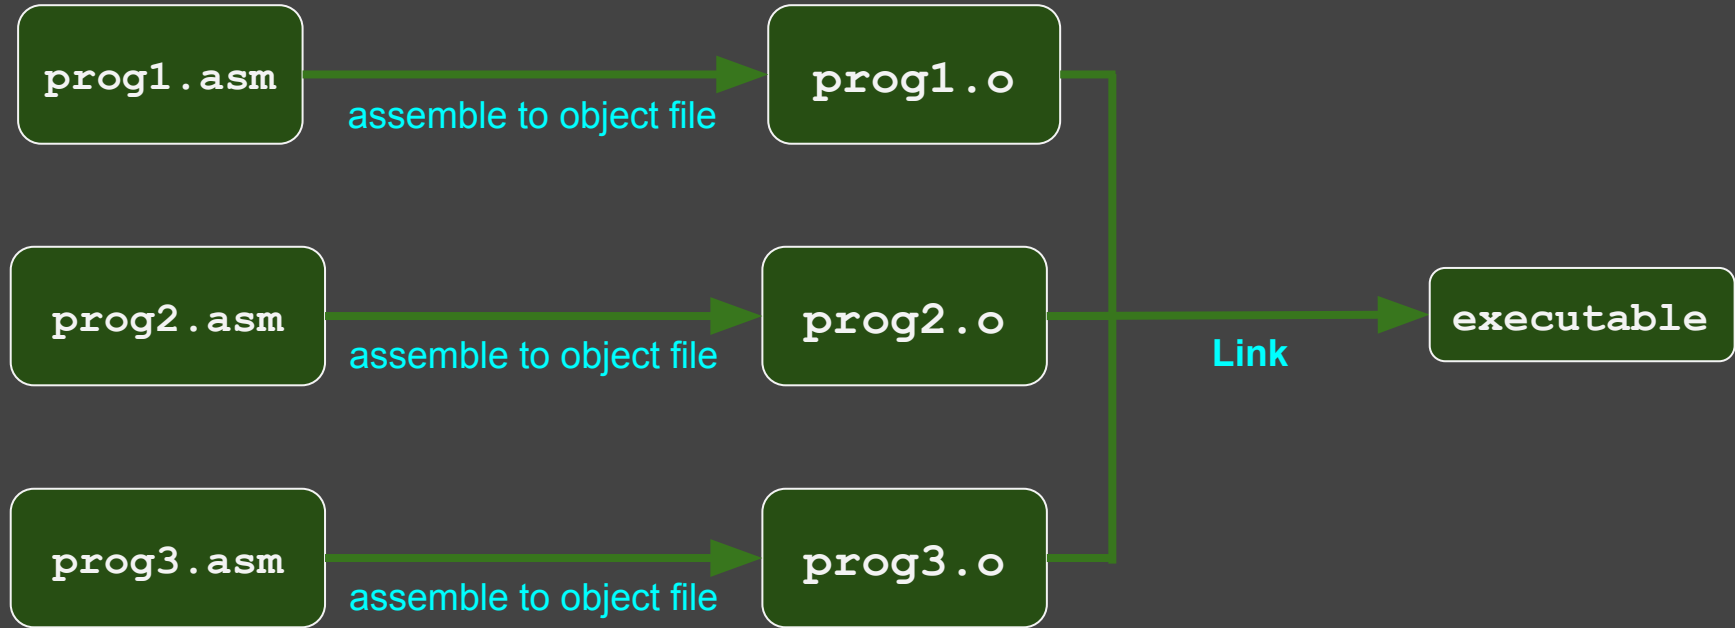 prog1.asm
assemble to object file
prog1.o
prog2.asm
assemble to object file
prog2.o
Link
executable
prog3.asm
assemble to object file
prog3.o